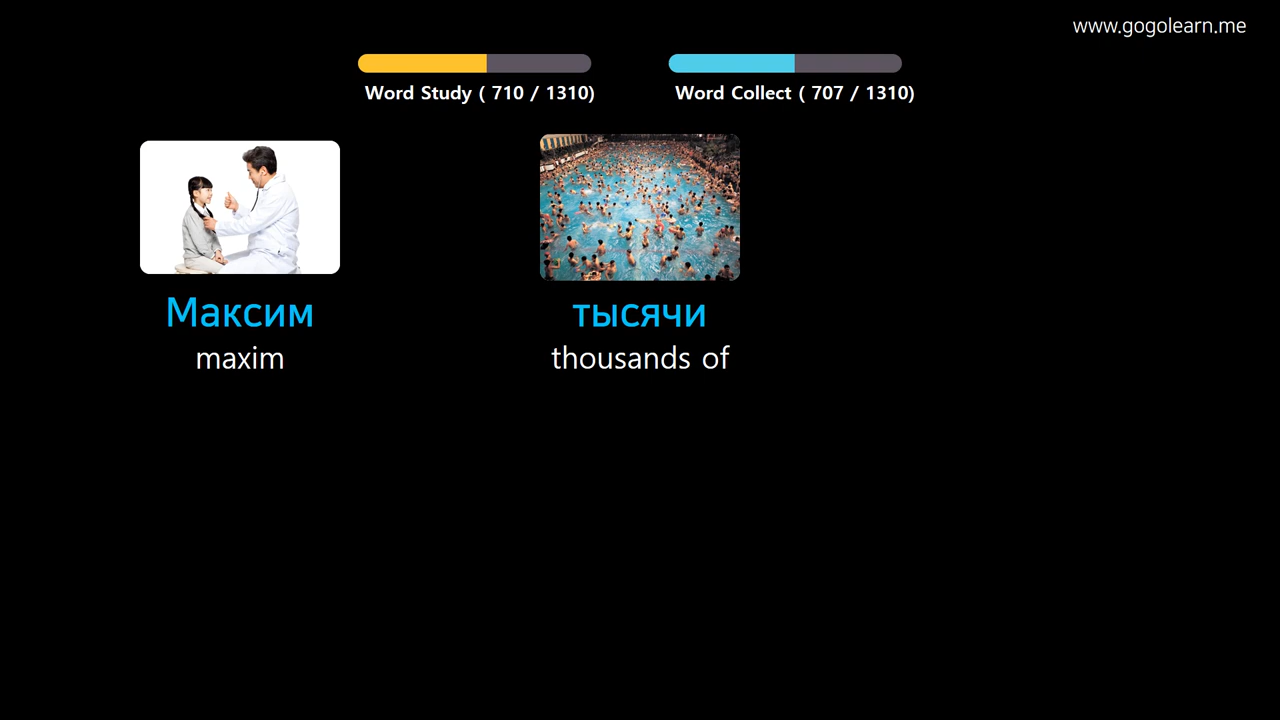 www.gogolearn.me
Word Study ( 710 / 1310)
Word Collect ( 707 / 1310)
Максим
maxim
тысячи
thousands of